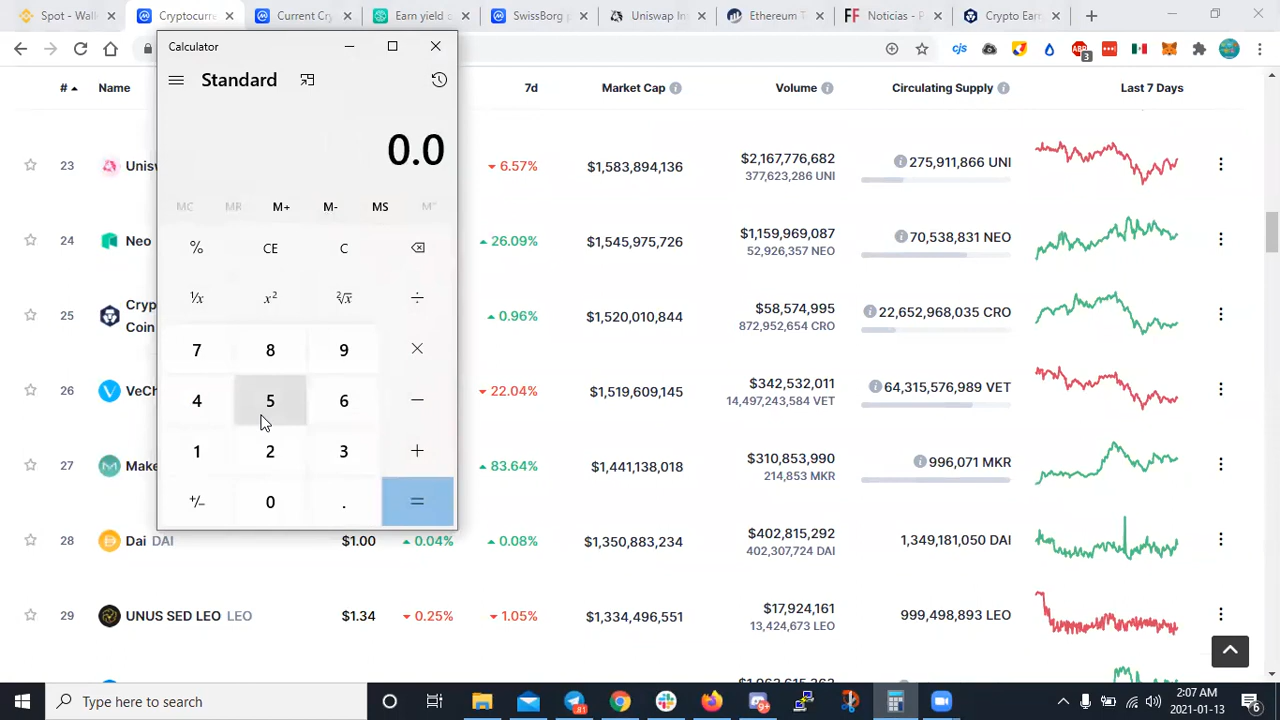 Spot - Wall
Cryptocurre
Current Cry
Earn yield o
SwissBorg p
Uniswap Inf
Ethereum T
Noticias - P
Crypto Earn
cjs
ABP
3
Calculator
Standard
0.0
MC MR M+ M- MS
% CE C
¹/x x² ²√x ÷
7 8 9 ×
4 5 6 −
1 2 3 +
+/− 0 . =
# Name 7d Market Cap Volume Circulating Supply Last 7 Days
23 Unisw 6.57% $1,583,894,136 $2,167,776,682 275,911,866 UNI
377,623,286 UNI
24 Neo 26.09% $1,545,975,726 $1,159,969,087 70,538,831 NEO
52,926,357 NEO
25 Cryp
Coin 0.96% $1,520,010,844 $58,574,995 22,652,968,035 CRO
872,952,654 CRO
26 VeCh 22.04% $1,519,609,145 $342,532,011 64,315,576,989 VET
14,497,243,584 VET
27 Make 83.64% $1,441,138,018 $310,853,990 996,071 MKR
214,853 MKR
28 Dai DAI $1.00 0.04% 0.08% $1,350,883,234 $402,815,292 1,349,181,050 DAI
402,307,724 DAI
29 UNUS SED LEO LEO $1.34 0.25% 1.05% $1,334,496,551 $17,924,161 999,498,893 LEO
13,424,673 LEO
Type here to search
81
9+
2:07 AM
2021-01-13
6